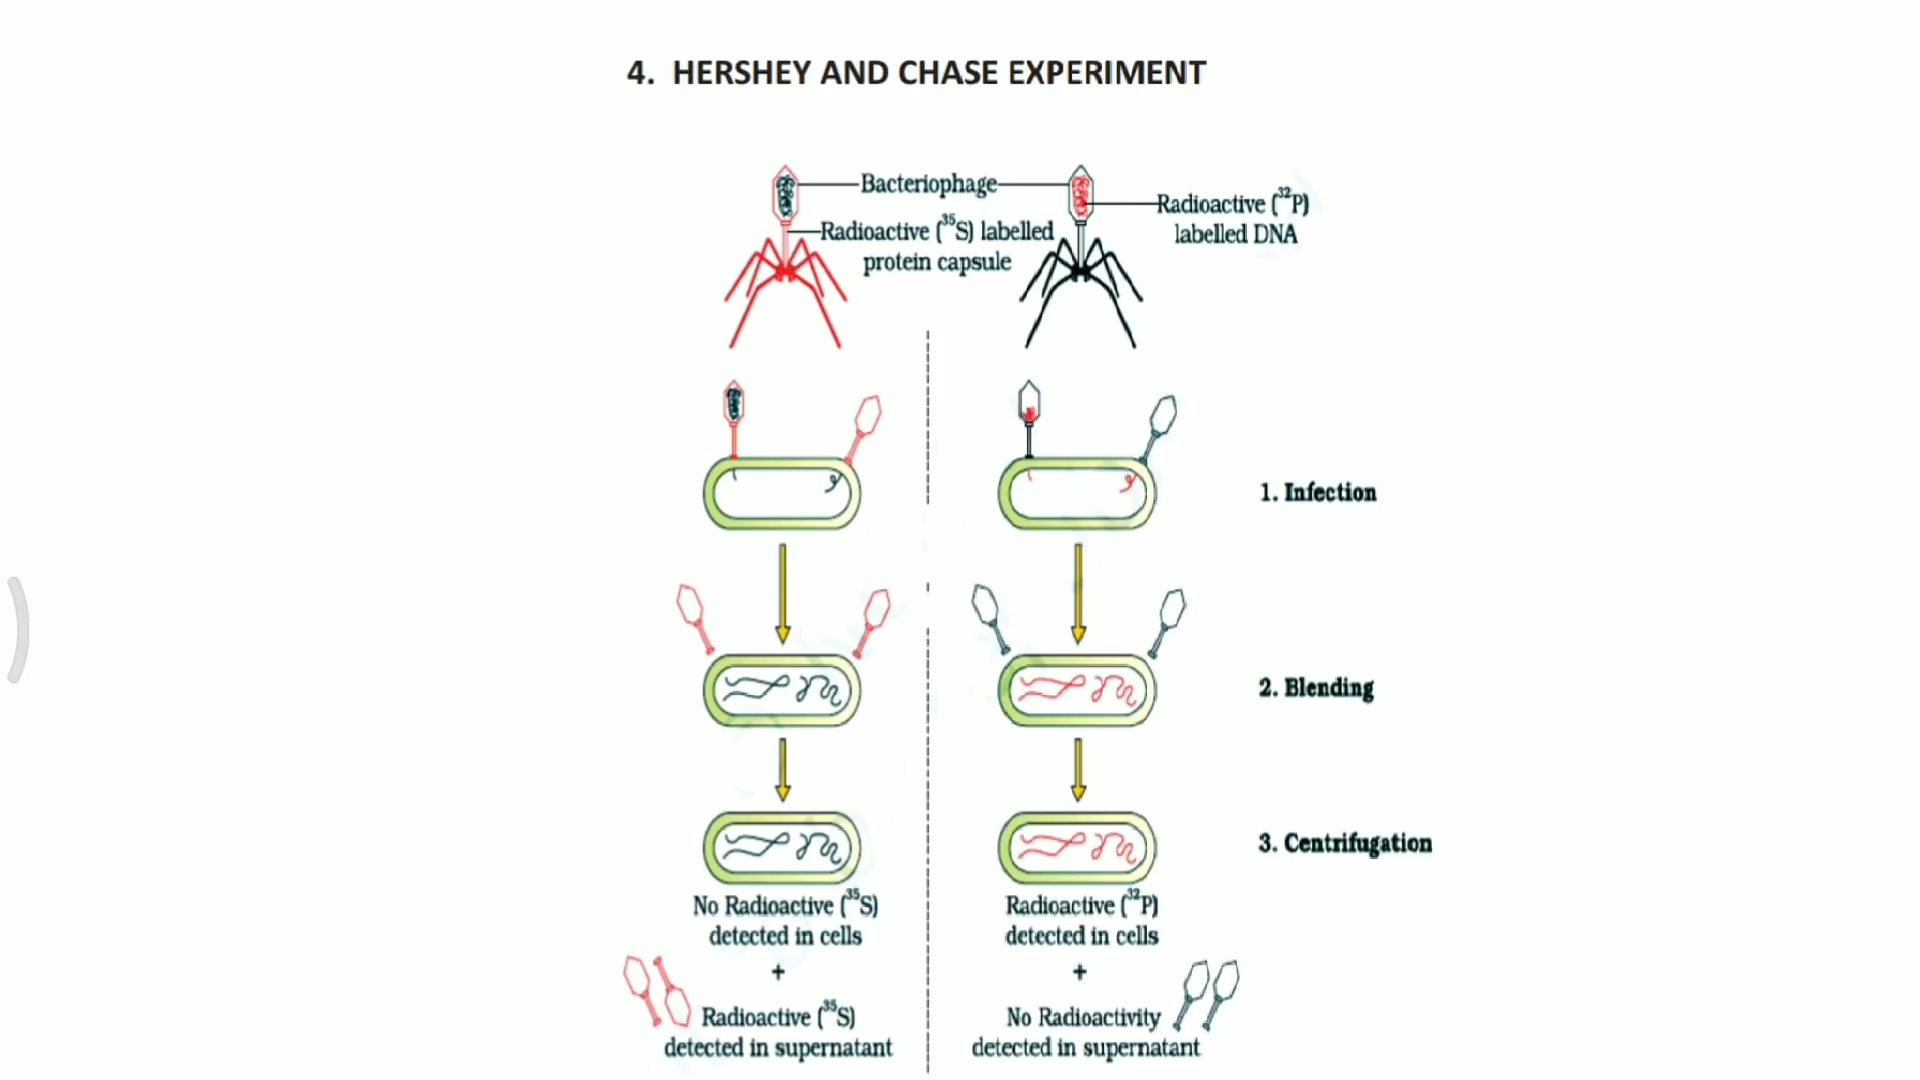 4. HERSHEY AND CHASE EXPERIMENT
Bacteriophage
Radioactive (³²P)
labelled DNA
Radioactive (³⁵S) labelled
protein capsule
1. Infection
2. Blending
3. Centrifugation
No Radioactive (³⁵S)
detected in cells
+
Radioactive (³⁵S)
detected in supernatant
Radioactive (³²P)
detected in cells
+
No Radioactivity
detected in supernatant